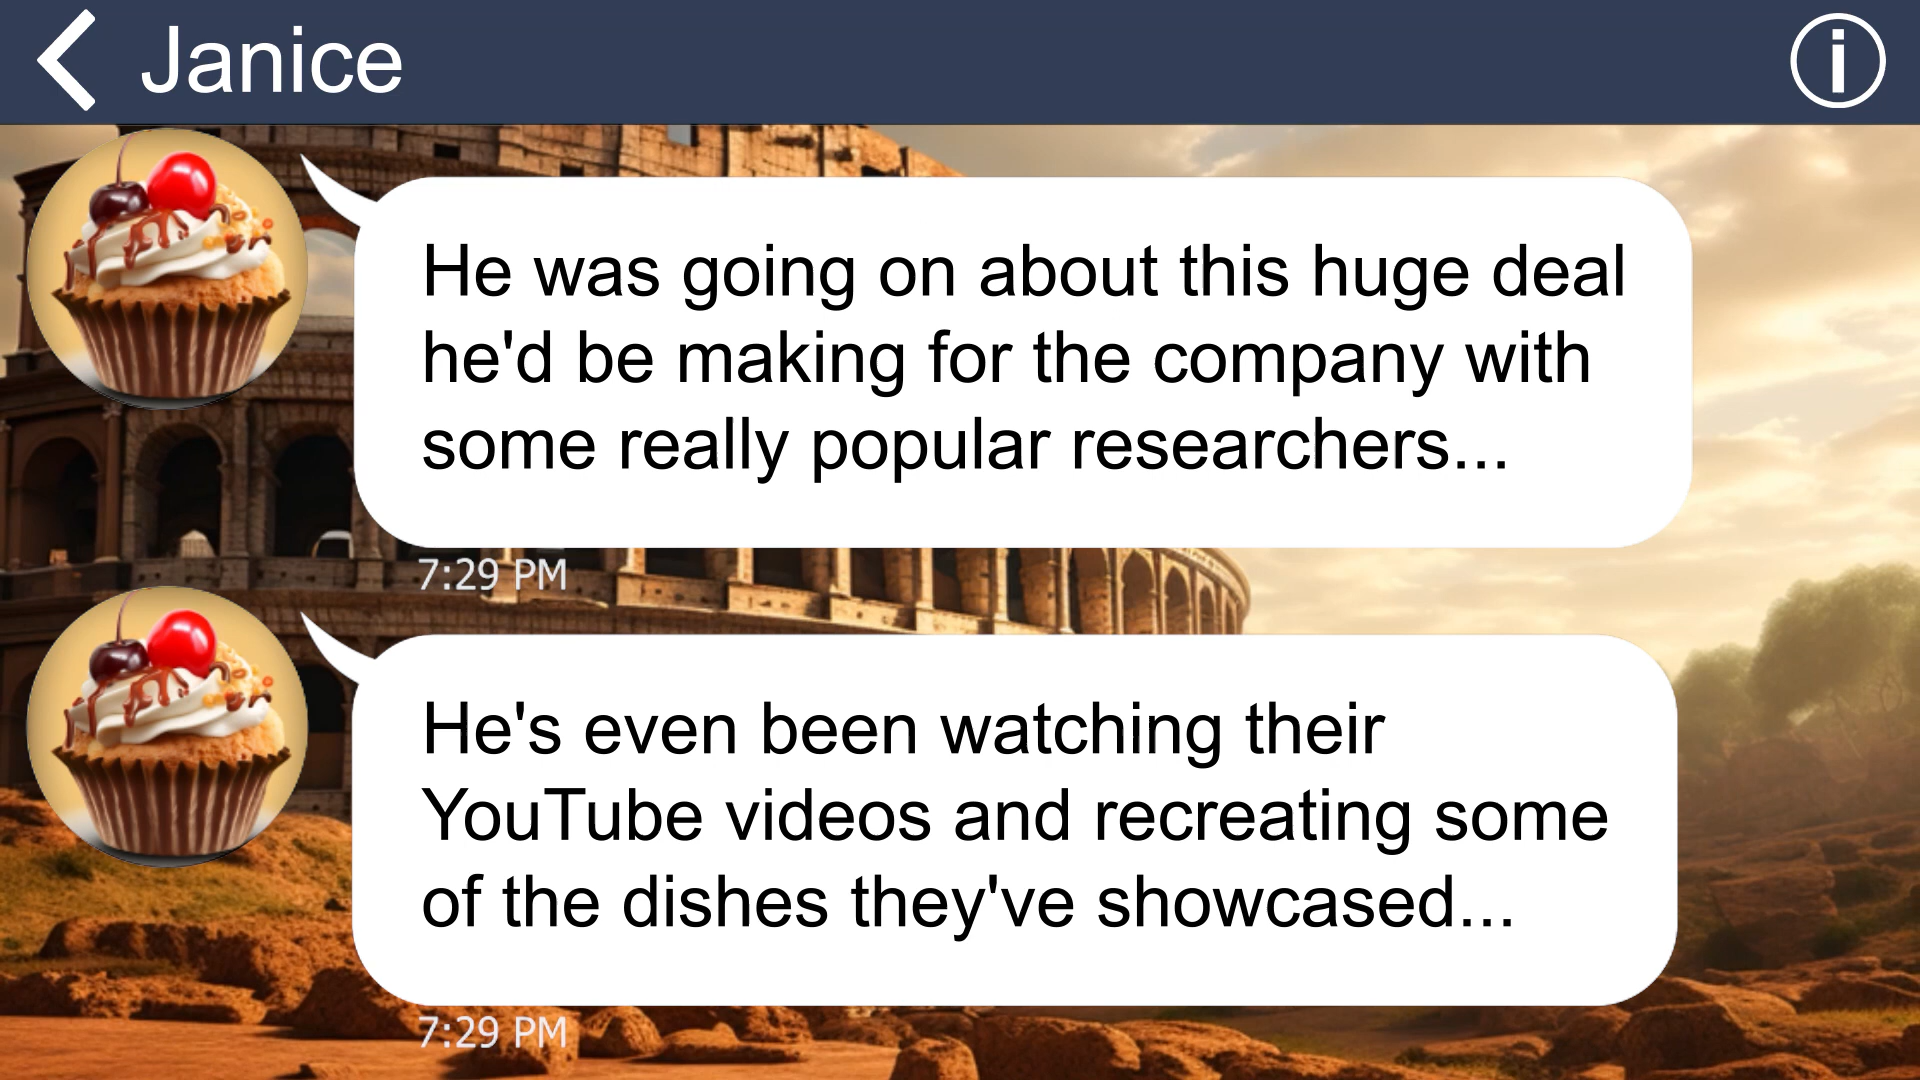 Janice
He was going on about this huge deal
he'd be making for the company with
some really popular researchers...
7:29 PM
He's even been watching their
YouTube videos and recreating some
of the dishes they've showcased...
7:29 PM